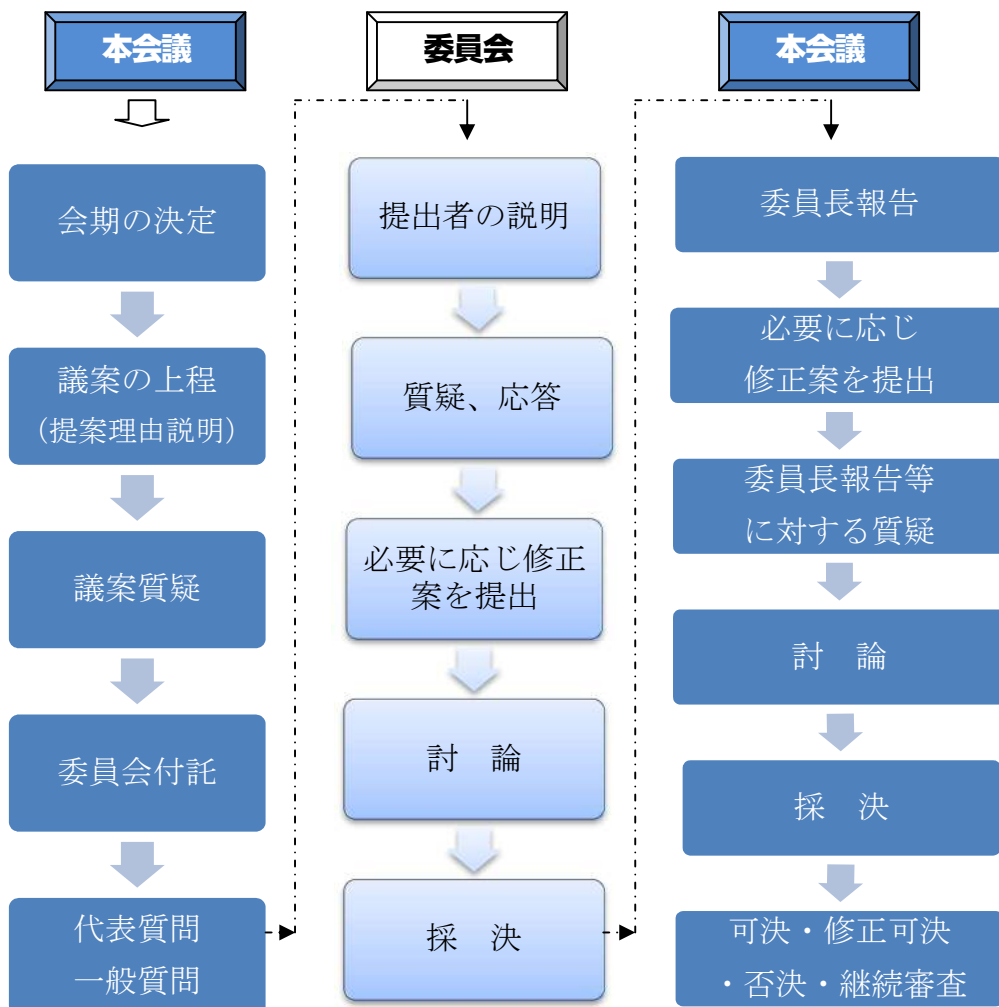 本会議
会期の決定
議案の上程
(提案理由説明)
議案質疑
委員会付託
代表質問
一般質問
委員会
提出者の説明
質疑、応答
必要に応じ修正
案を提出
討　論
採　決
本会議
委員長報告
必要に応じ
修正案を提出
委員長報告等
に対する質疑
討　論
採　決
可決・修正可決
・否決・継続審査